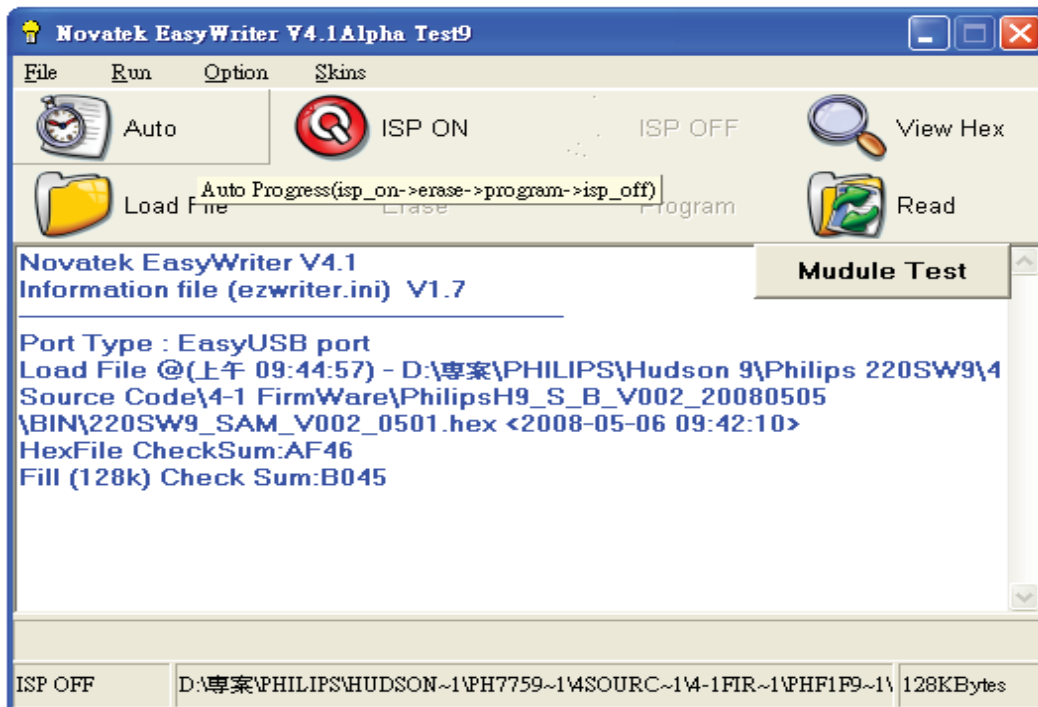 Novatek EasyWriter V4.1Alpha Test9
File Run Option Skins
Auto ISP ON ISP OFF View Hex
Auto Progress(isp_on->erase->program->isp_off)
Load File Erase Program Read
Mudule Test
Novatek EasyWriter V4.1
Information file (ezwriter.ini) V1.7
Port Type : EasyUSB port
Load File @(上午 09:44:57) - D:\專案\PHILIPS\Hudson 9\Philips 220SW9\4
Source Code\4-1 FirmWare\PhilipsH9_S_B_V002_20080505
\BIN\220SW9_SAM_V002_0501.hex <2008-05-06 09:42:10>
HexFile CheckSum:AF46
Fill (128k) Check Sum:B045
ISP OFF D:\專案\PHILIPS\HUDSON~1\PH7759~1\4SOURC~1\4-1FIR~1\PHF1F9~1\ 128KBytes